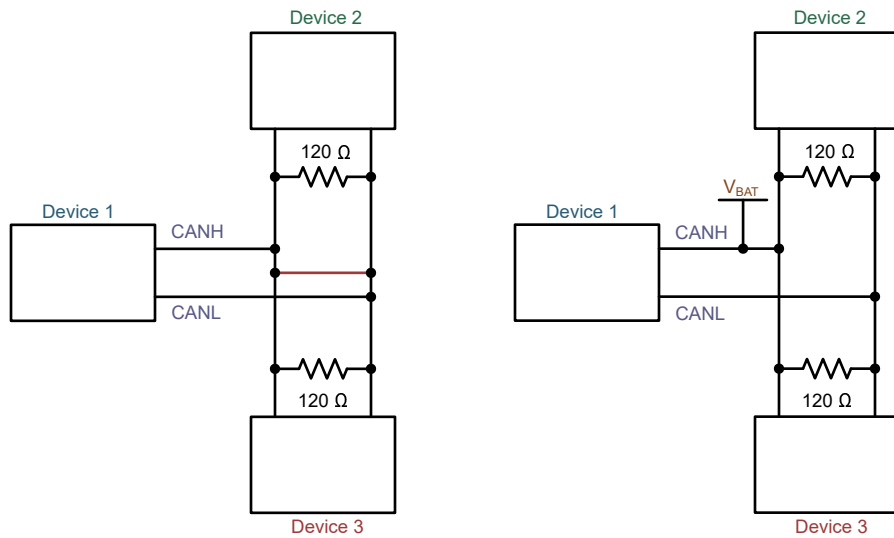 Device 2
120 Ω
Device 1
CANH
CANL
120 Ω
Device 3
Device 2
120 Ω
V_BAT
Device 1
CANH
CANL
120 Ω
Device 3